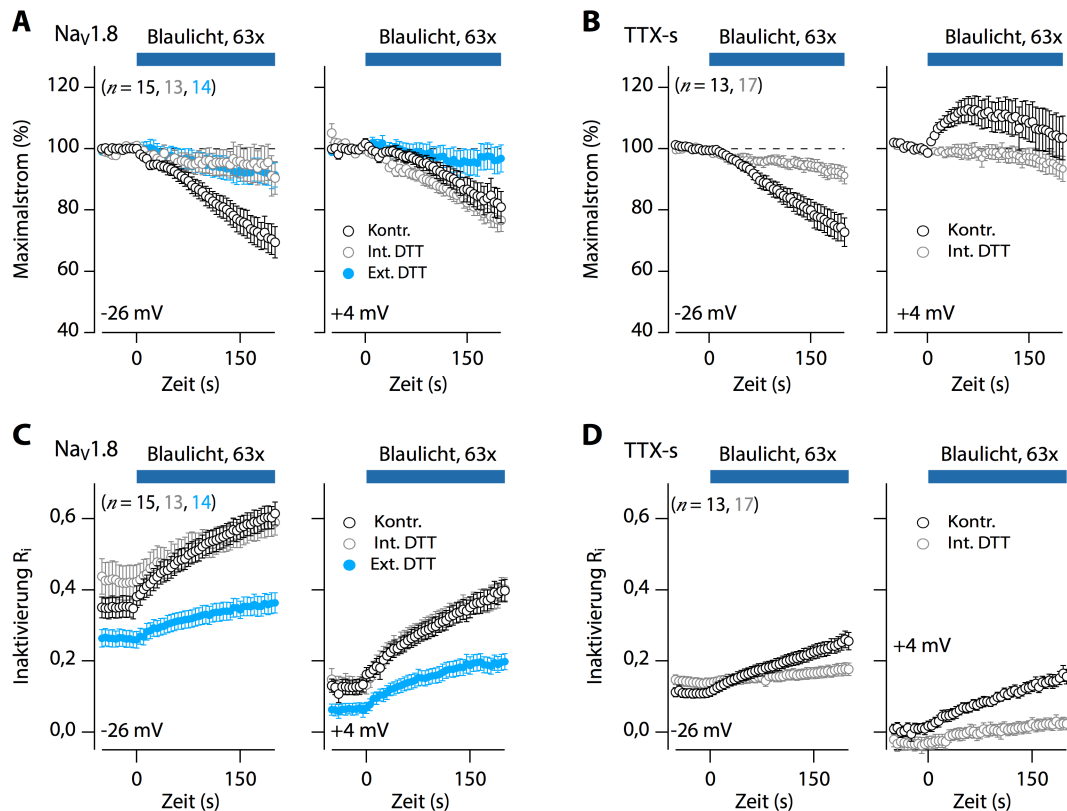 A
Na_V1.8
Blaulicht, 63x
Blaulicht, 63x
Maximalstrom (%)
120
100
80
60
40
(n = 15, 13, 14)
-26 mV
0
150
Zeit (s)
Kontr.
Int. DTT
Ext. DTT
+4 mV
0
150
Zeit (s)
B
TTX-s
Blaulicht, 63x
Blaulicht, 63x
Maximalstrom (%)
120
100
80
60
40
(n = 13, 17)
-26 mV
0
150
Zeit (s)
Kontr.
Int. DTT
+4 mV
0
150
Zeit (s)
C
Na_V1.8
Blaulicht, 63x
Blaulicht, 63x
Inaktivierung R_i
0,6
0,4
0,2
0,0
(n = 15, 13, 14)
-26 mV
0
150
Zeit (s)
Kontr.
Int. DTT
Ext. DTT
+4 mV
0
150
Zeit (s)
D
TTX-s
Blaulicht, 63x
Blaulicht, 63x
Inaktivierung R_i
0,6
0,4
0,2
0,0
(n = 13, 17)
-26 mV
0
150
Zeit (s)
Kontr.
Int. DTT
+4 mV
0
150
Zeit (s)